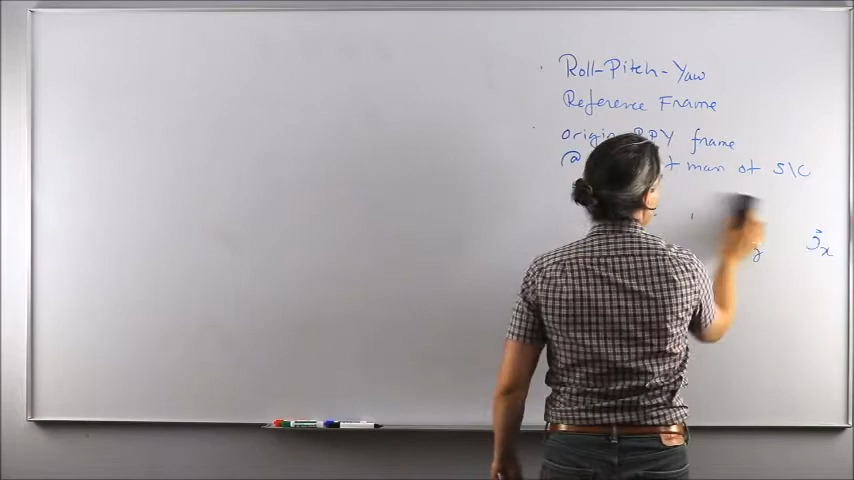 Roll-Pitch-Yaw
Reference Frame
Origin RPY frame
@ t man of S\C
y x